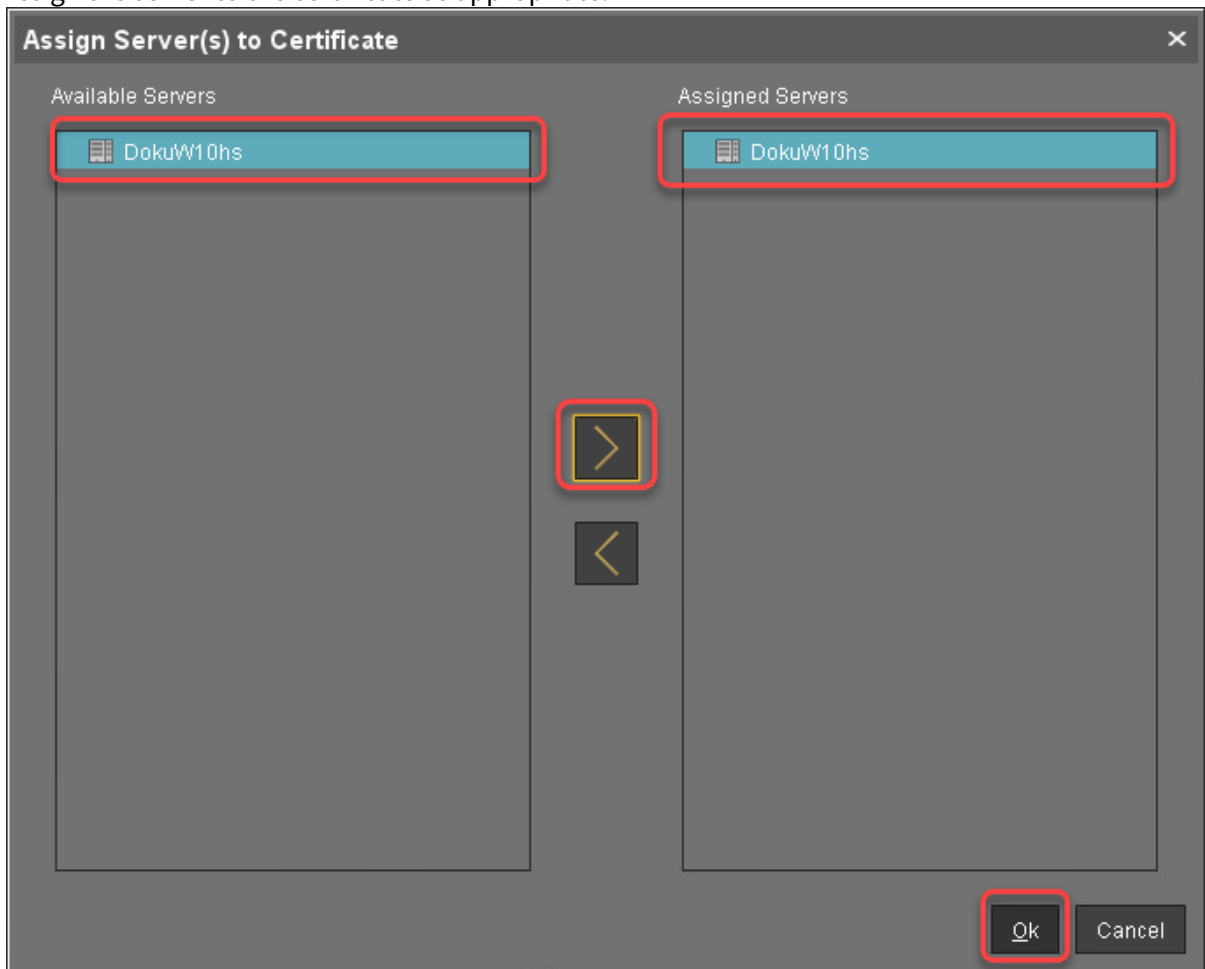 Assign Server(s) to Certificate
Available Servers
Assigned Servers
DokuW10hs
DokuW10hs
Ok
Cancel